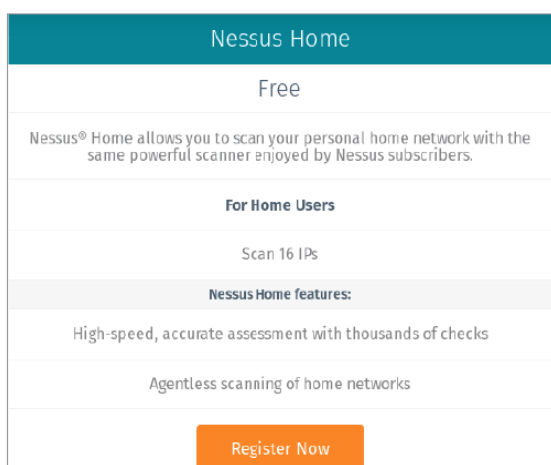 Nessus Home
Free
Nessus® Home allows you to scan your personal home network with the
same powerful scanner enjoyed by Nessus subscribers.
For Home Users
Scan 16 IPs
Nessus Home features:
High-speed, accurate assessment with thousands of checks
Agentless scanning of home networks
Register Now